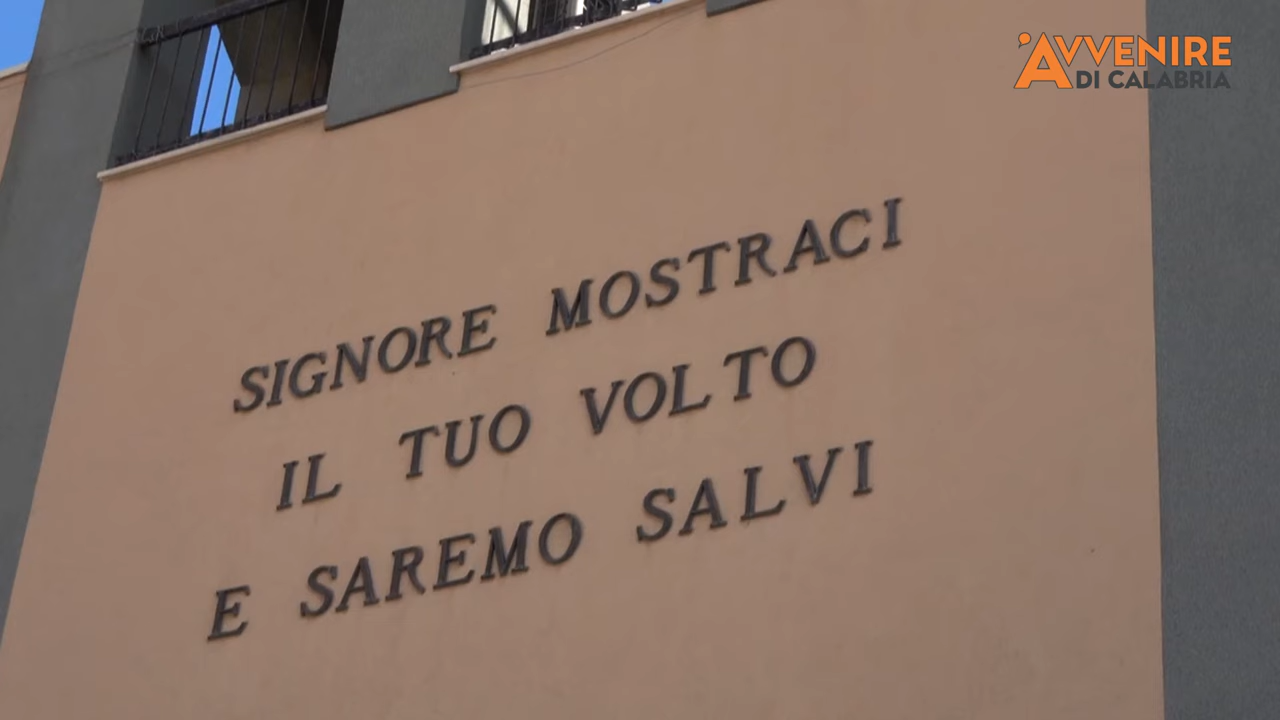 L'AVVENIRE
DI CALABRIA
SIGNORE MOSTRACI
IL TUO VOLTO
E SAREMO SALVI